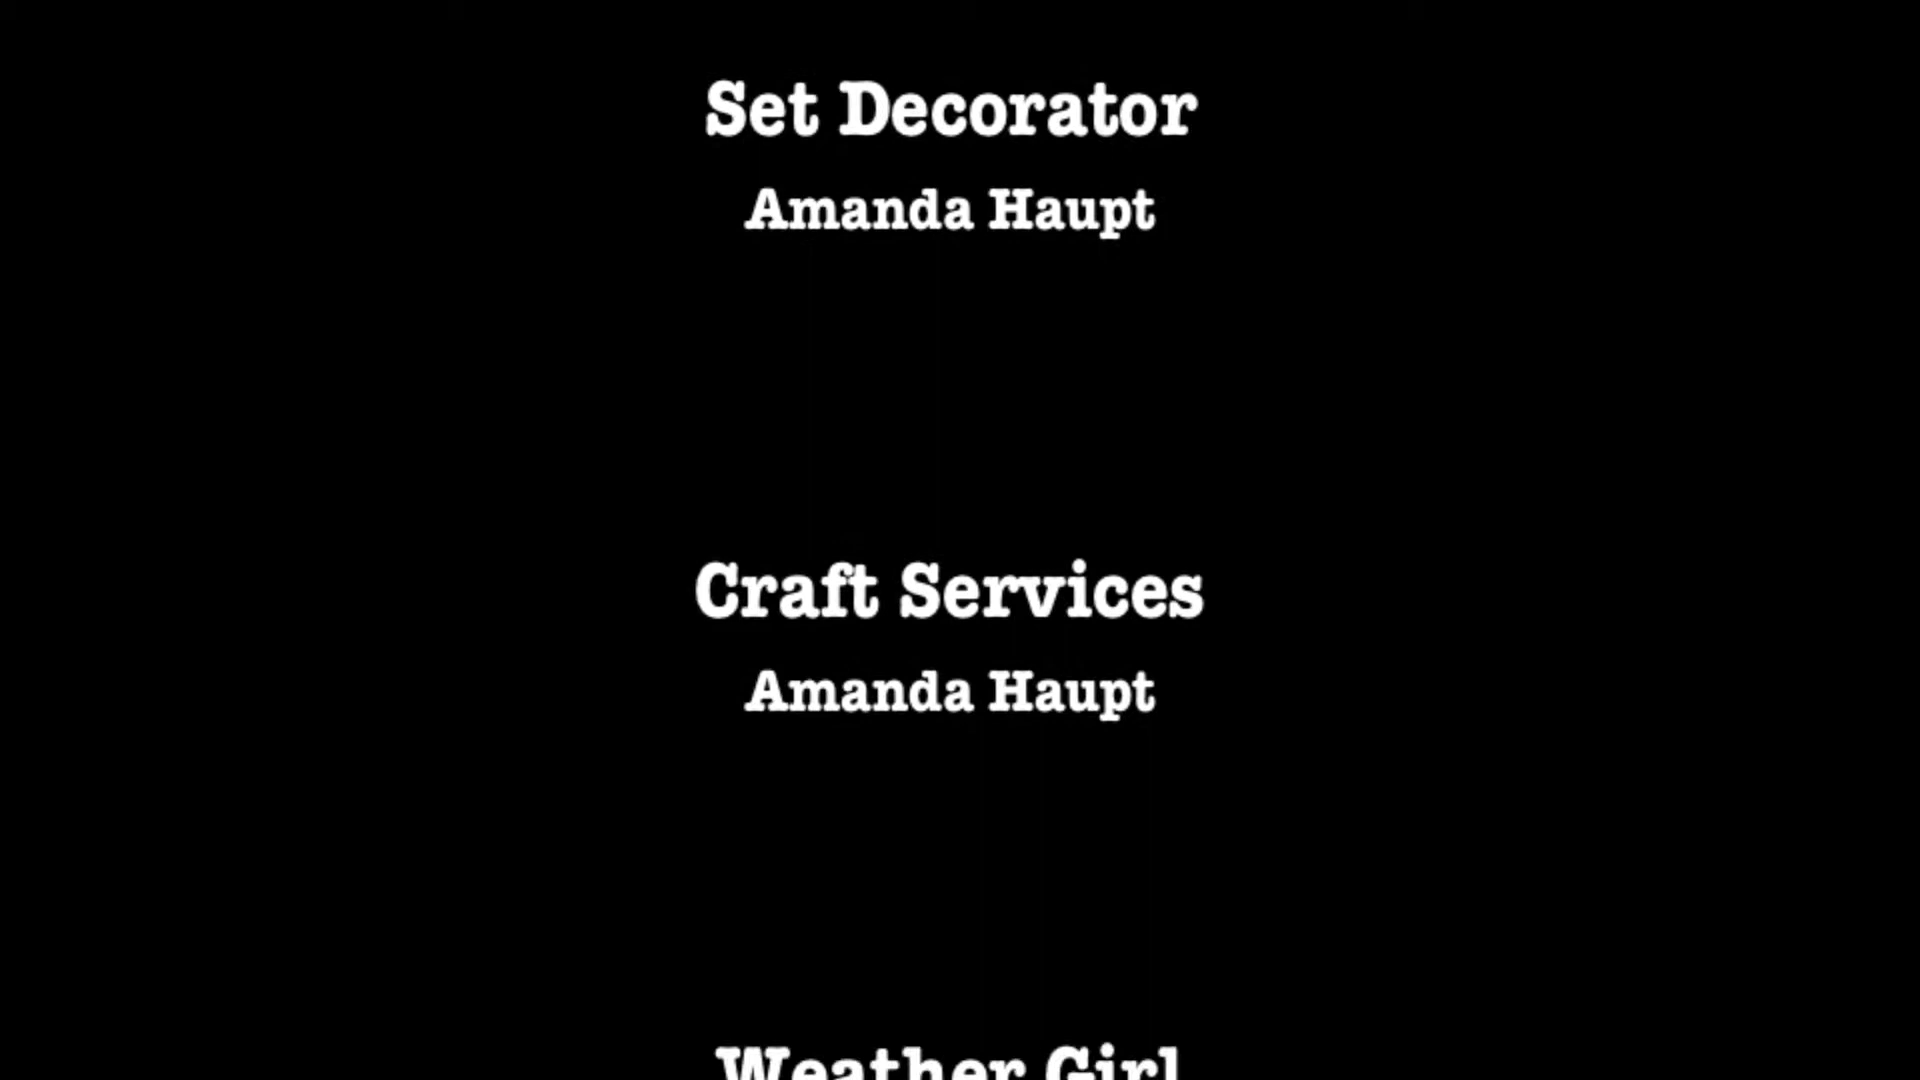 Set Decorator
Amanda Haupt
Craft Services
Amanda Haupt
Weather Girl